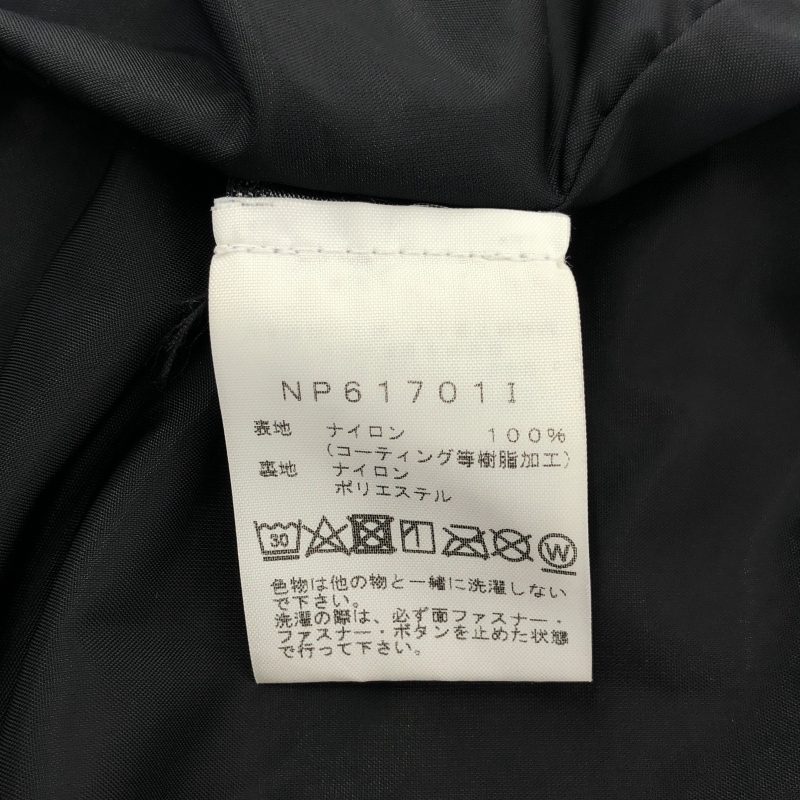 NP61701I
表地 ナイロン 100%
(コーティング等樹脂加工)
裏地 ナイロン
ポリエステル
30 W
色物は他の物と一緒に洗濯しない
で下さい。
洗濯の際は、必ず面ファスナー・
ファスナー・ボタンを止めた状態
で行って下さい。